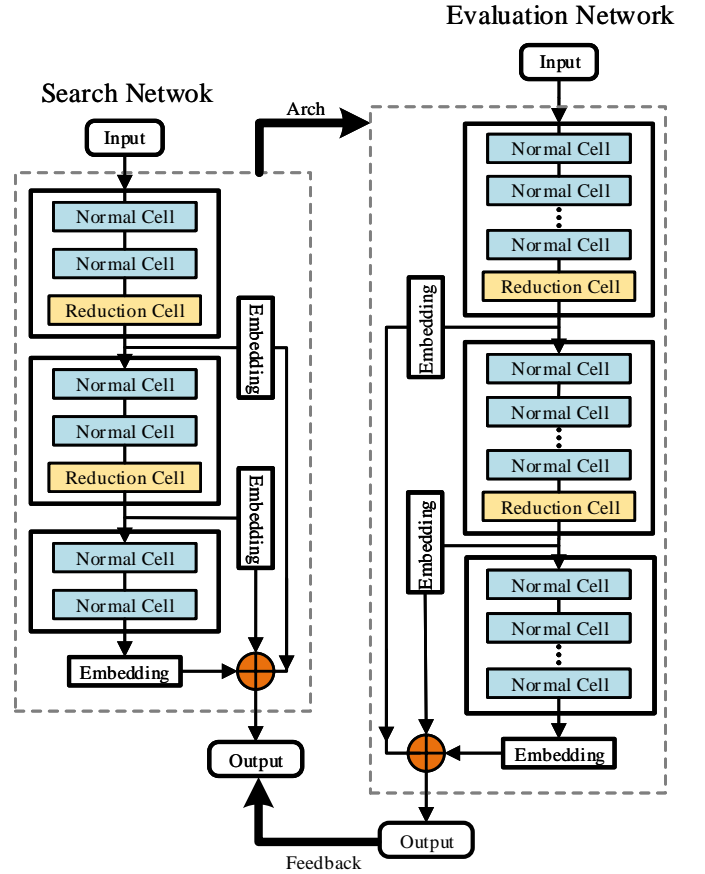 Evaluation Network
Input
Search Netwok
Input
Arch
Normal Cell
Normal Cell
Reduction Cell
Embedding
Normal Cell
Normal Cell
Reduction Cell
Embedding
Normal Cell
Normal Cell
Embedding
Output
Normal Cell
Normal Cell
Normal Cell
Reduction Cell
Embedding
Normal Cell
Normal Cell
Normal Cell
Reduction Cell
Embedding
Normal Cell
Normal Cell
Normal Cell
Embedding
Output
Feedback